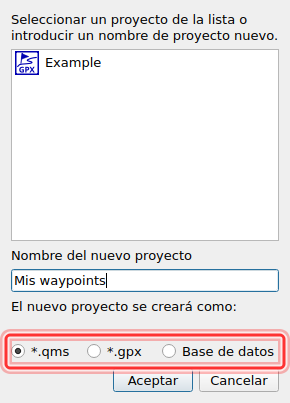 Seleccionar un proyecto de la lista o
introducir un nombre de proyecto nuevo.
GPX Example
Nombre del nuevo proyecto
Mis waypoints
El nuevo proyecto se creará como:
*.qms *.gpx Base de datos
Aceptar Cancelar